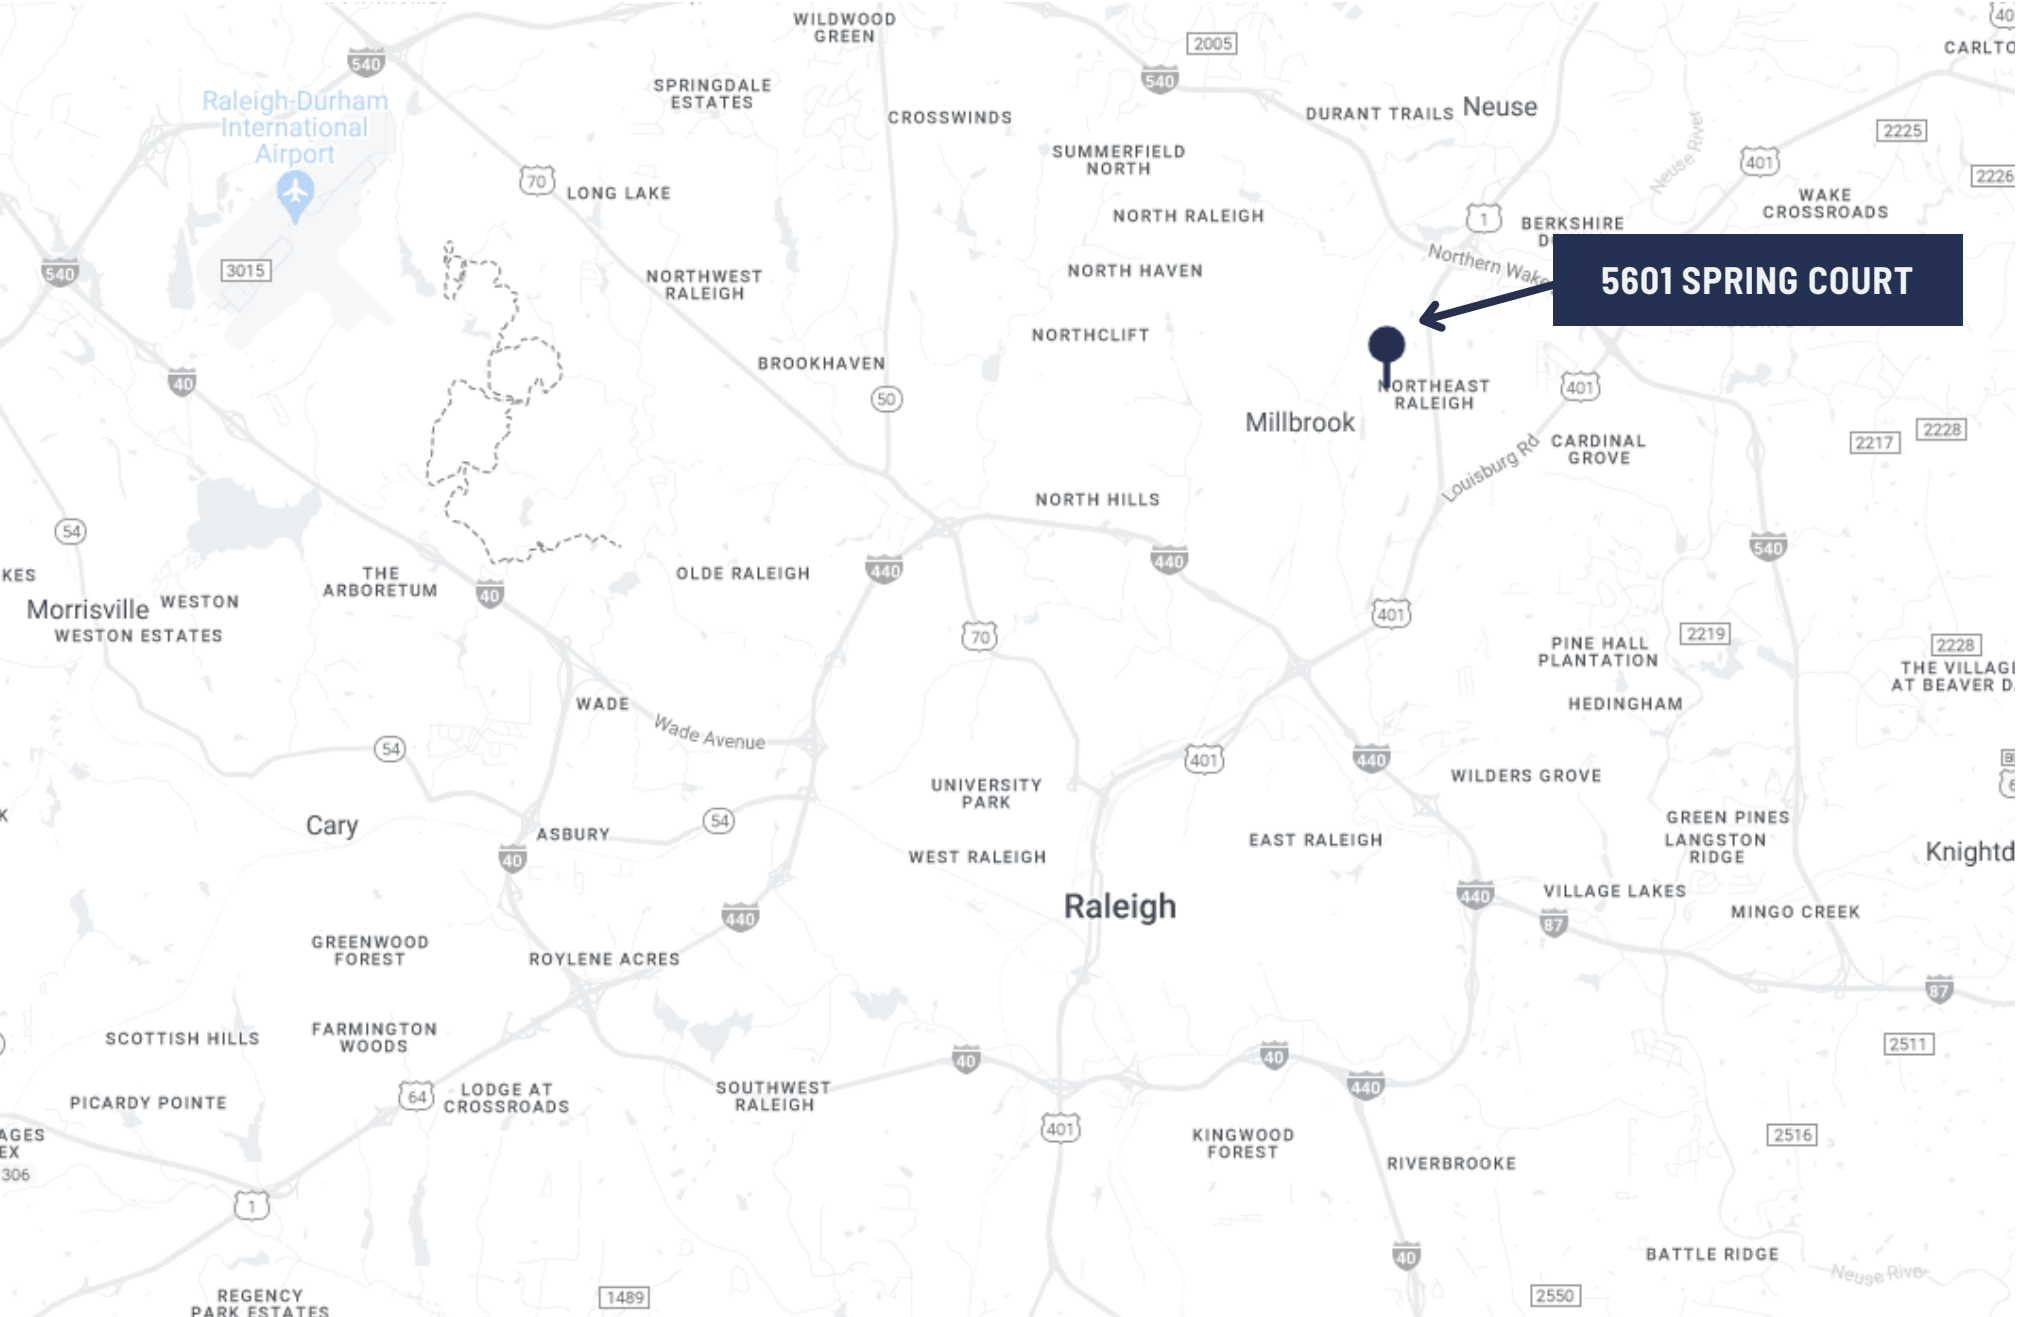 WILDWOOD
GREEN
2005
40
CARLTO
540
540
SPRINGDALE
ESTATES
Raleigh-Durham
International
Airport
CROSSWINDS
DURANT TRAILS
Neuse
2225
Neuse River
SUMMERFIELD
NORTH
401
70
LONG LAKE
2226
WAKE
CROSSROADS
NORTH RALEIGH
1
BERKSHIRE
D
540
3015
NORTHWEST
RALEIGH
NORTH HAVEN
Northern Wake
5601 SPRING COURT
NORTHCLIFT
BROOKHAVEN
40
50
NORTHEAST
RALEIGH
401
Millbrook
Louisburg Rd
CARDINAL
GROVE
2217
2228
NORTH HILLS
54
440
440
540
KES
THE
ARBORETUM
40
OLDE RALEIGH
Morrisville
WESTON
WESTON ESTATES
401
70
2219
PINE HALL
PLANTATION
2228
THE VILLAGE
AT BEAVER D
WADE
HEDINGHAM
Wade Avenue
54
401
440
WILDERS GROVE
UNIVERSITY
PARK
Cary
54
ASBURY
GREEN PINES
LANGSTON
RIDGE
EAST RALEIGH
40
WEST RALEIGH
Knightd
440
VILLAGE LAKES
Raleigh
440
87
MINGO CREEK
GREENWOOD
FOREST
ROYLENE ACRES
87
SCOTTISH HILLS
FARMINGTON
WOODS
40
40
2511
440
64
LODGE AT
CROSSROADS
SOUTHWEST
RALEIGH
PICARDY POINTE
401
KINGWOOD
FOREST
2516
AGES
EX
306
RIVERBROOKE
1
40
BATTLE RIDGE
Neuse River
REGENCY
PARK ESTATES
1489
2550